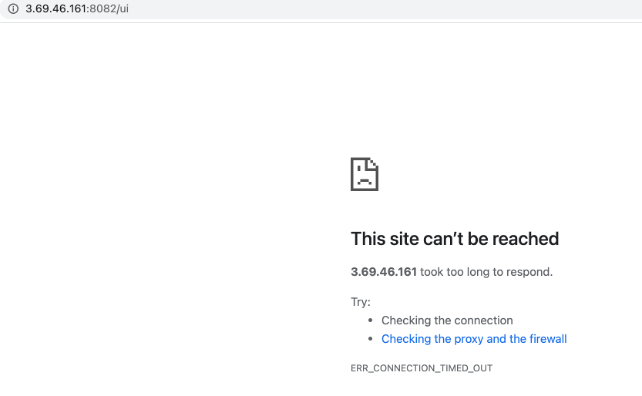 3.69.46.161:8082/ui
This site can’t be reached
3.69.46.161 took too long to respond.
Try:
• Checking the connection
• Checking the proxy and the firewall
ERR_CONNECTION_TIMED_OUT